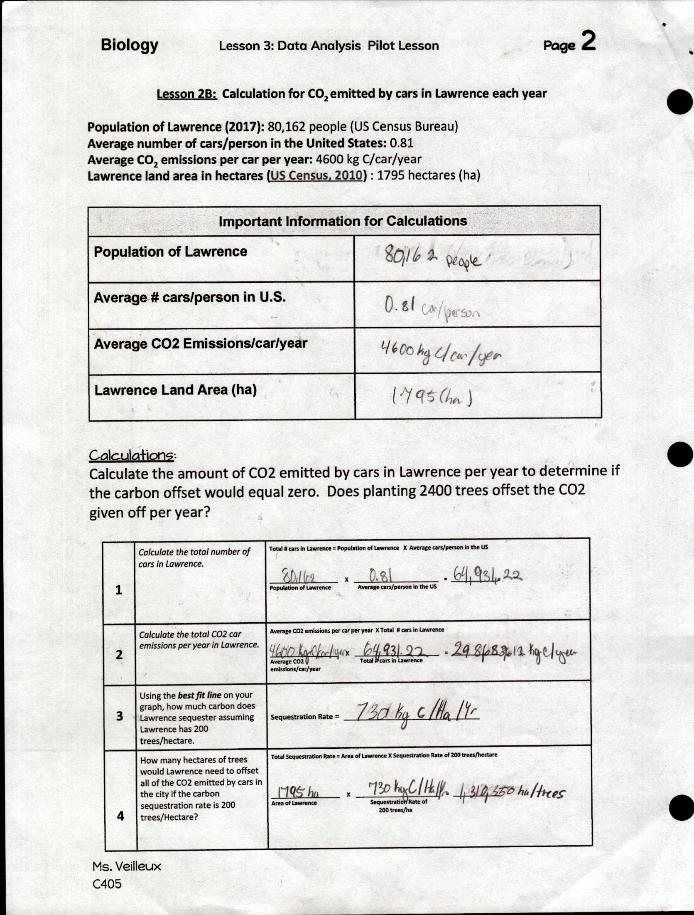 Biology Lesson 3: Data Analysis Pilot Lesson Page 2
Lesson 2B: Calculation for CO2 emitted by cars in Lawrence each year
Population of Lawrence (2017): 80,162 people (US Census Bureau)
Average number of cars/person in the United States: 0.81
Average CO2 emissions per car per year: 4600 kg C/car/year
Lawrence land area in hectares (US Census, 2010) : 1795 hectares (ha)
Important Information for Calculations
Population of Lawrence 80,162 people
Average # cars/person in U.S. 0.81 car/person
Average CO2 Emissions/car/year 4600 kg C/car/year
Lawrence Land Area (ha) 1795 (ha)
Calculations:
Calculate the amount of CO2 emitted by cars in Lawrence per year to determine if
the carbon offset would equal zero. Does planting 2400 trees offset the CO2
given off per year?
1
Calculate the total number of
cars in Lawrence.
Total # cars in Lawrence = Population of Lawrence X Average cars/person in the US
80,162 x 0.81 = 64,931.22
Population of Lawrence Average cars/person in the US
2
Calculate the total CO2 car
emissions per year in Lawrence.
Average CO2 emissions per car per year X Total # cars in Lawrence
4600 kg C/car/year x 64,931.22 = 298,683,612 kg C/year
Average CO2 Total # cars in Lawrence
emissions/car/year
3
Using the best fit line on your
graph, how much carbon does
Lawrence sequester assuming
Lawrence has 200
trees/hectare.
Sequestration Rate = 730 kg C/Ha/Yr
4
How many hectares of trees
would Lawrence need to offset
all of the CO2 emitted by cars in
the city if the carbon
sequestration rate is 200
trees/Hectare?
Total Sequestration Rate = Area of Lawrence X Sequestration Rate of 200 trees/hectare
1795 ha x 730 kg C/Ha/Yr = 1,310,350 ha/trees
Area of Lawrence Sequestration Rate of
200 trees/ha
Ms. Veilleux
C405